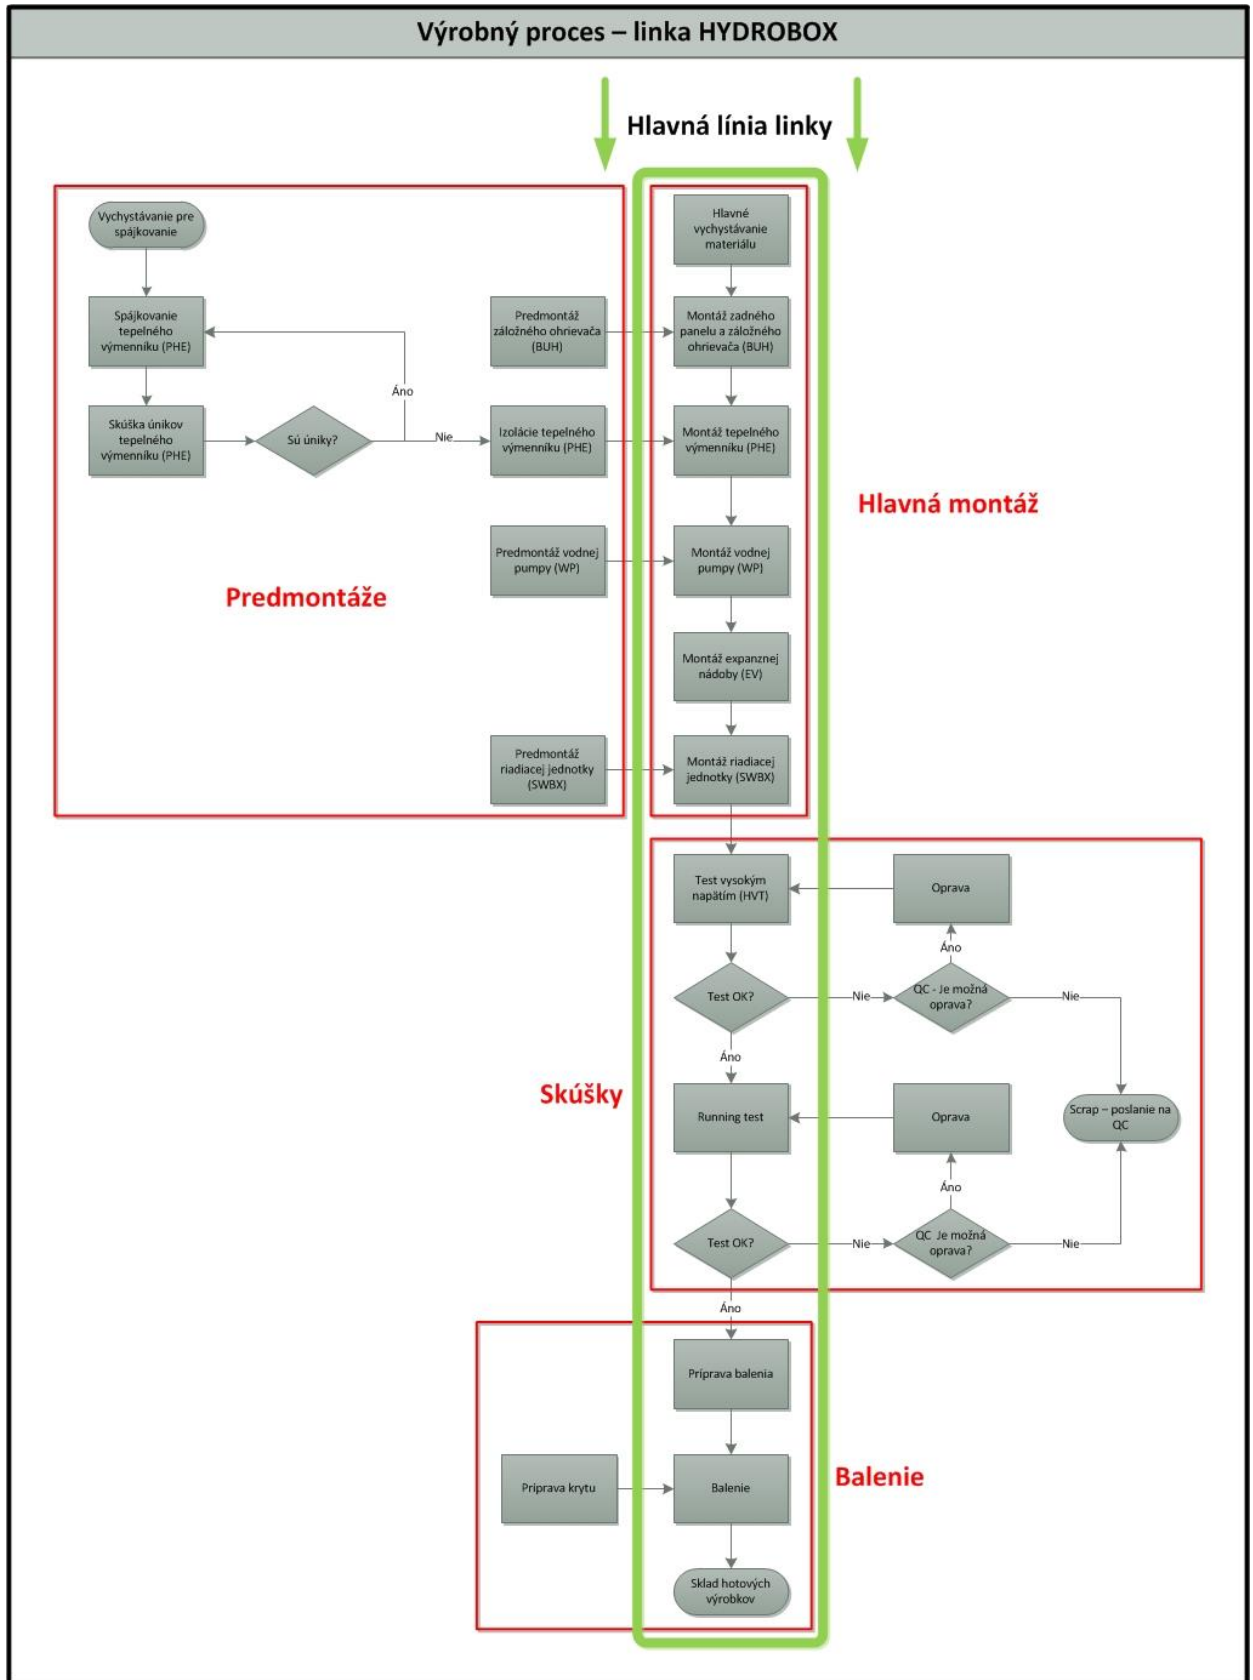 Výrobný proces – linka HYDROBOX
Hlavná línia linky
Vychystávanie pre
spájkovanie
Hlavné
vychystávanie
materiálu
Spájkovanie
tepelného
výmenníku (PHE)
Predmontáž
záložného ohrievača
(BUH)
Montáž zadného
panelu a záložného
ohrievača (BUH)
Áno
Skúška únikov
tepelného
výmenníku (PHE)
Sú úniky?
Nie
Izolácie tepelného
výmenníku (PHE)
Montáž tepelného
výmenníku (PHE)
Hlavná montáž
Predmontáž vodnej
pumpy (WP)
Montáž vodnej
pumpy (WP)
Predmontáže
Montáž expanznej
nádoby (EV)
Predmontáž
riadiacej jednotky
(SWBX)
Montáž riadiacej
jednotky (SWBX)
Test vysokým
napätím (HVT)
Oprava
Áno
Test OK?
Nie
QC - Je možná
oprava?
Nie
Áno
Skúšky
Running test
Oprava
Scrap – poslanie na
QC
Áno
Test OK?
Nie
QC Je možná
oprava?
Nie
Áno
Príprava balenia
Príprava krytu
Balenie
Balenie
Sklad hotových
výrobkov